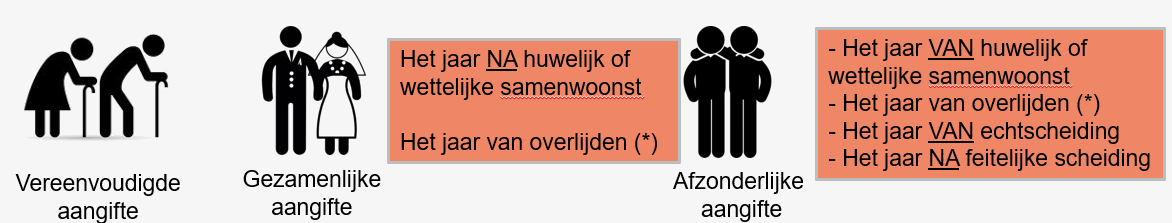 Vereenvoudigde
aangifte
Gezamenlijke
aangifte
Het jaar NA huwelijk of
wettelijke samenwoonst
Het jaar van overlijden (*)
Afzonderlijke
aangifte
- Het jaar VAN huwelijk of
wettelijke samenwoonst
- Het jaar van overlijden (*)
- Het jaar VAN echtscheiding
- Het jaar NA feitelijke scheiding